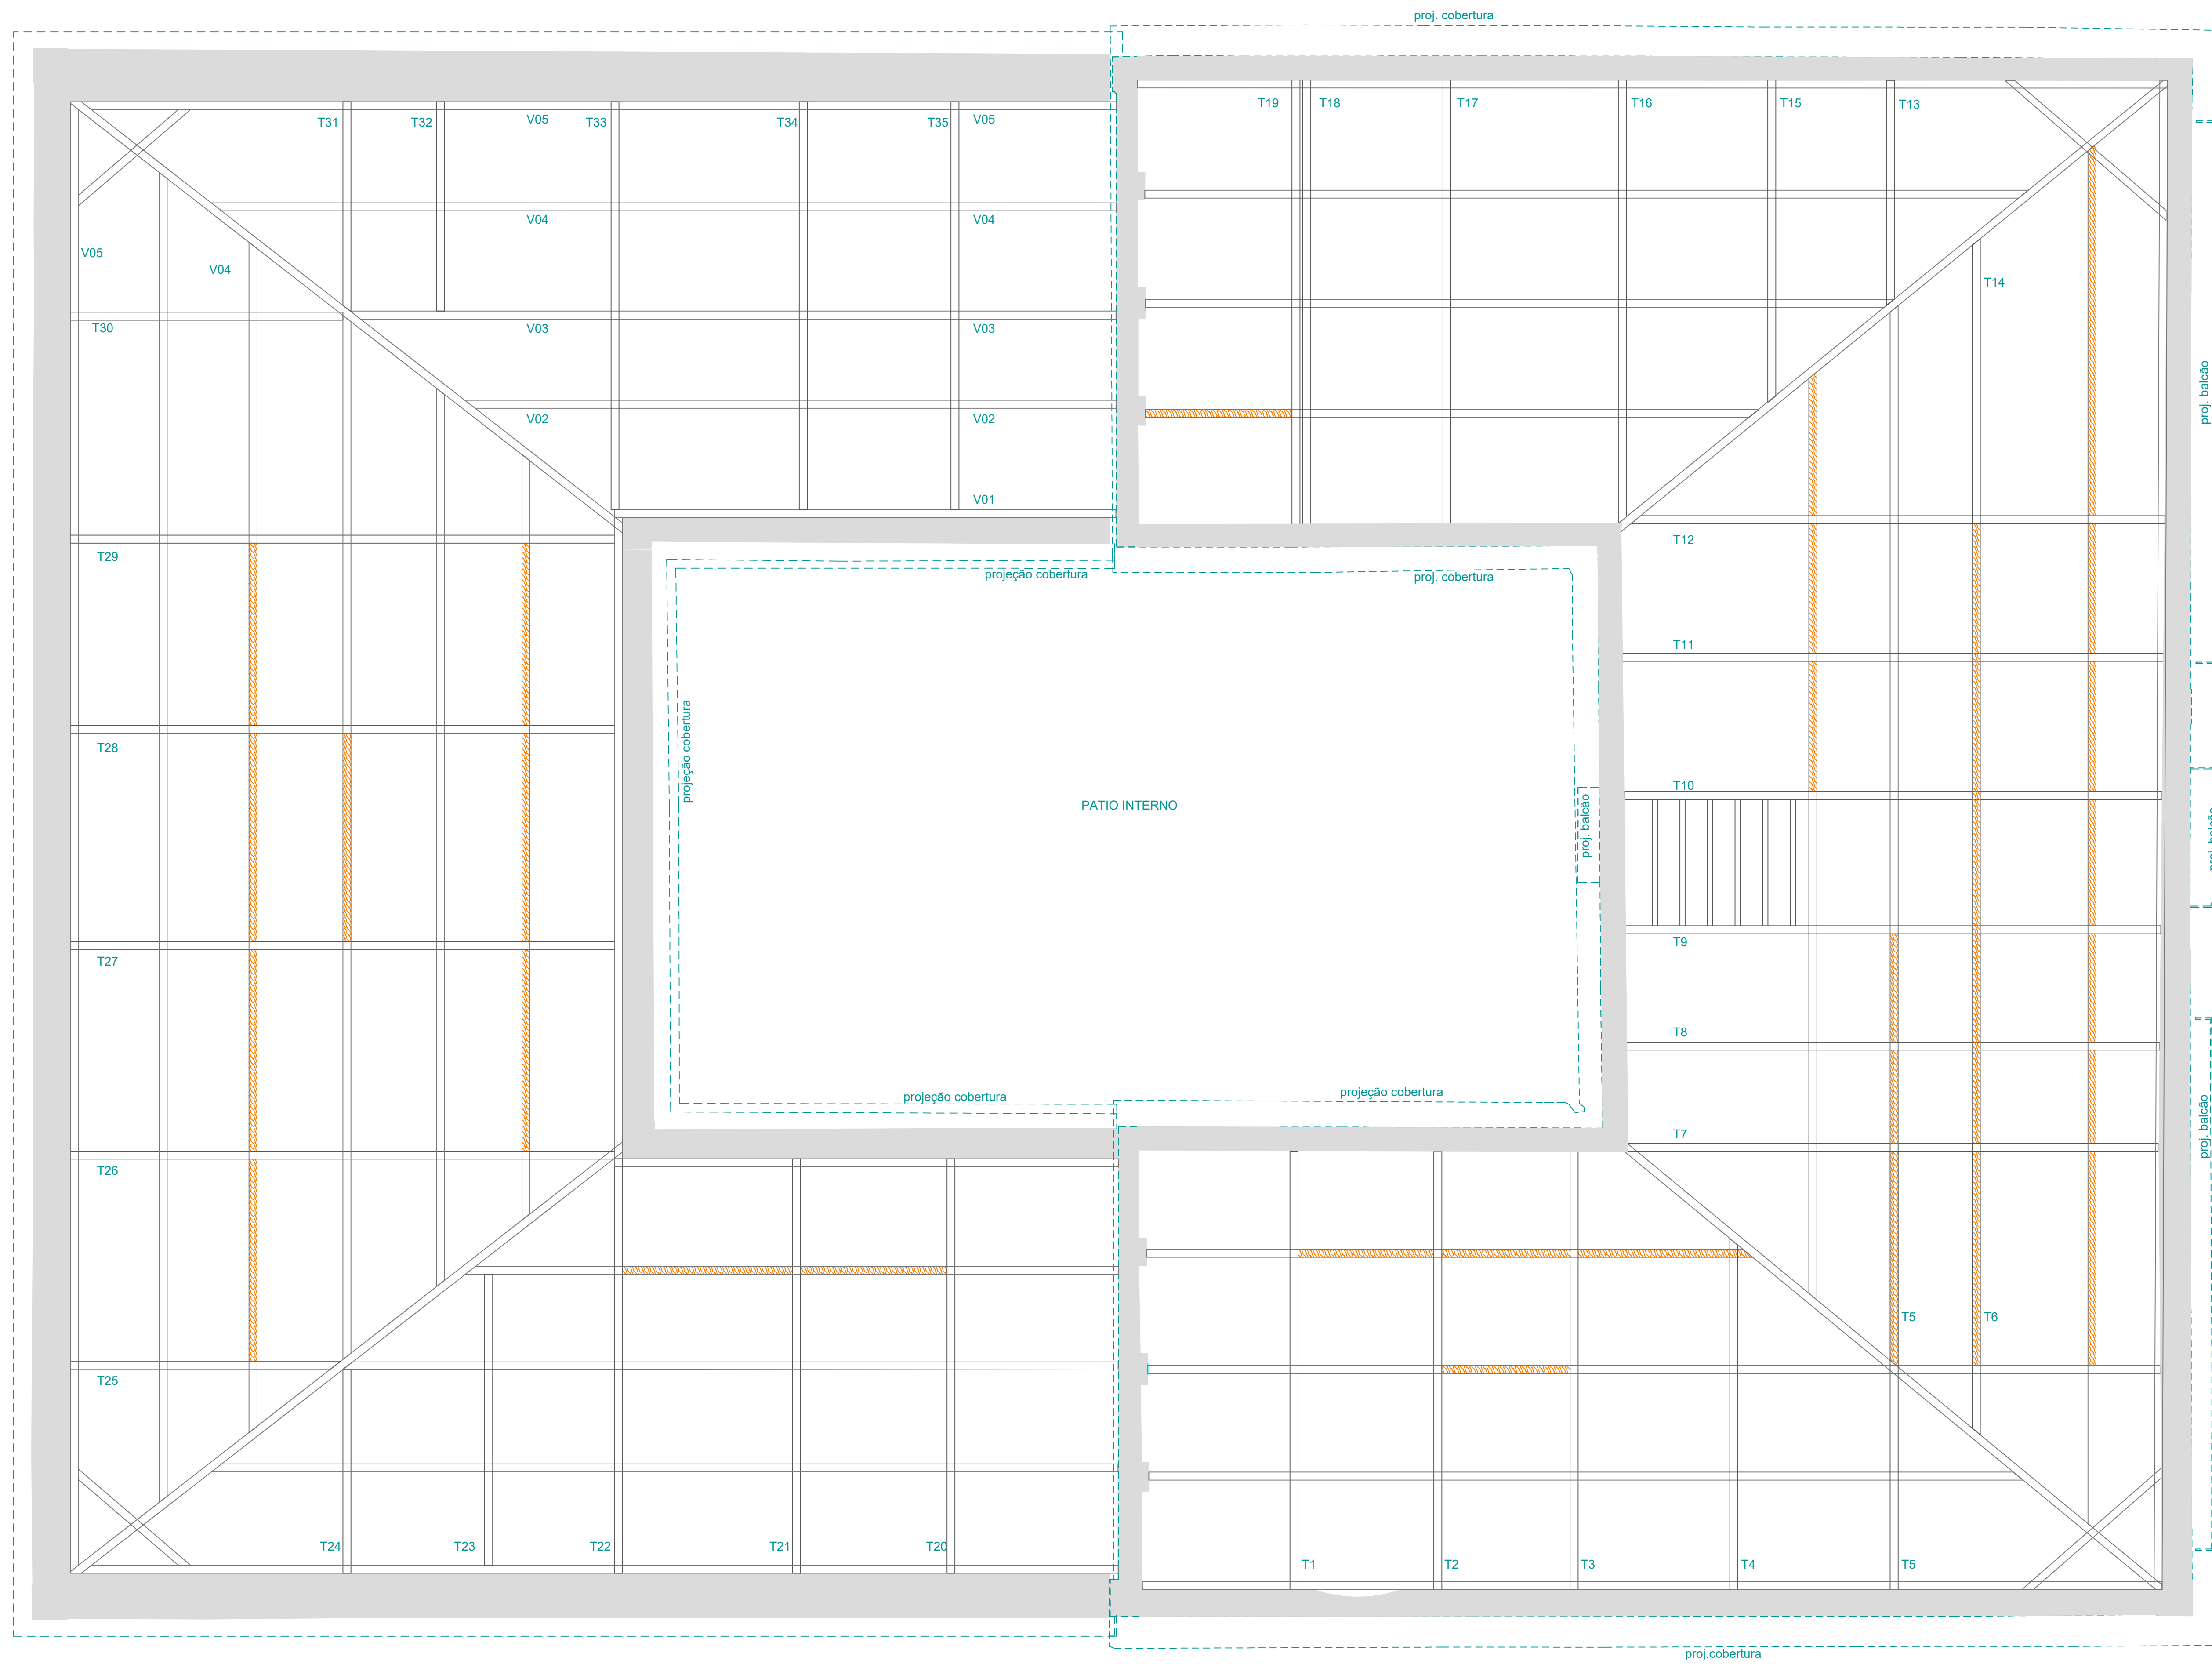 proj. cobertura
T19
T18
T17
T16
T15
T13
T31
T32
V05
T33
T34
T35
V05
V04
V04
V05
V04
T14
T30
V03
V03
proj. balcão
V02
V02
V01
T12
T29
projeção cobertura
proj. cobertura
T11
projeção cobertura
T28
T10
PATIO INTERNO
proj. balcão
proj. balcão
T9
T27
T8
projeção cobertura
projeção cobertura
T7
proj. balcão
T26
T5
T6
T25
T24
T23
T22
T21
T20
T1
T2
T3
T4
T5
proj.cobertura